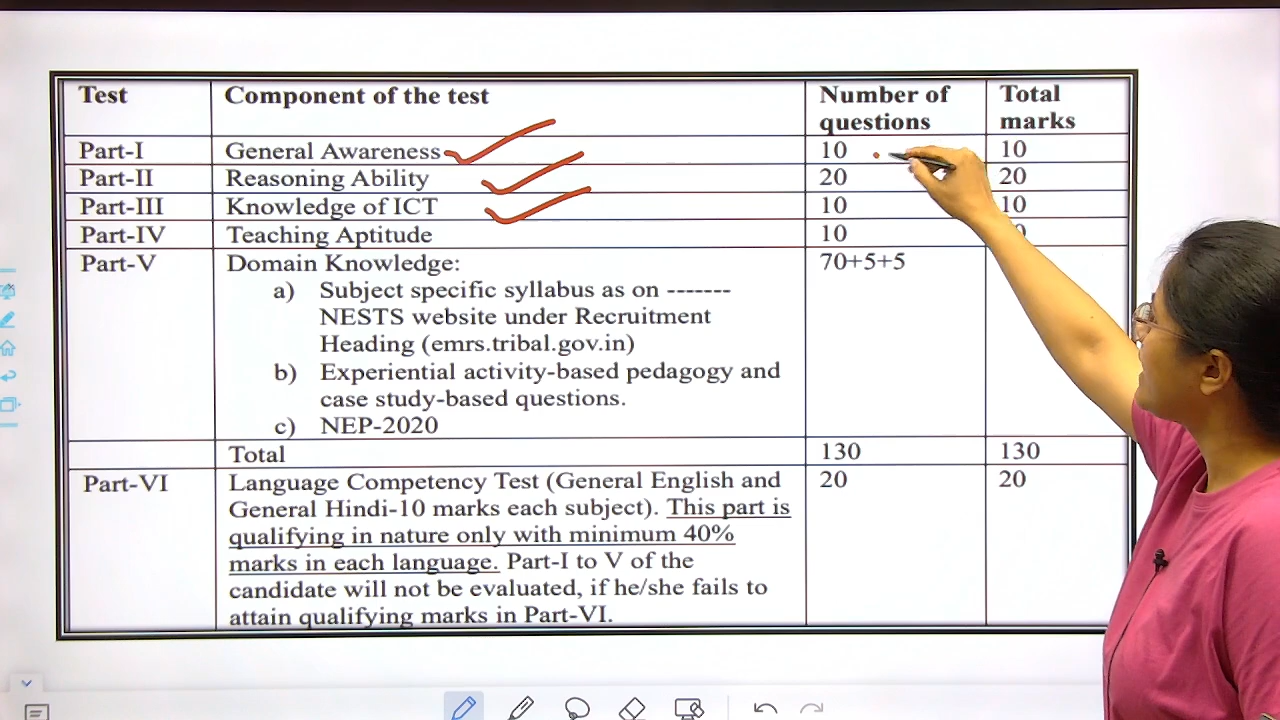 Test Component of the test Number of questions Total marks
Part-I General Awareness 10 10
Part-II Reasoning Ability 20 20
Part-III Knowledge of ICT 10 10
Part-IV Teaching Aptitude 10
Part-V Domain Knowledge: 70+5+5
a) Subject specific syllabus as on -------
NESTS website under Recruitment
Heading (emrs.tribal.gov.in)
b) Experiential activity-based pedagogy and
case study-based questions.
c) NEP-2020
Total 130 130
Part-VI Language Competency Test (General English and 20 20
General Hindi-10 marks each subject). This part is
qualifying in nature only with minimum 40%
marks in each language. Part-I to V of the
candidate will not be evaluated, if he/she fails to
attain qualifying marks in Part-VI.